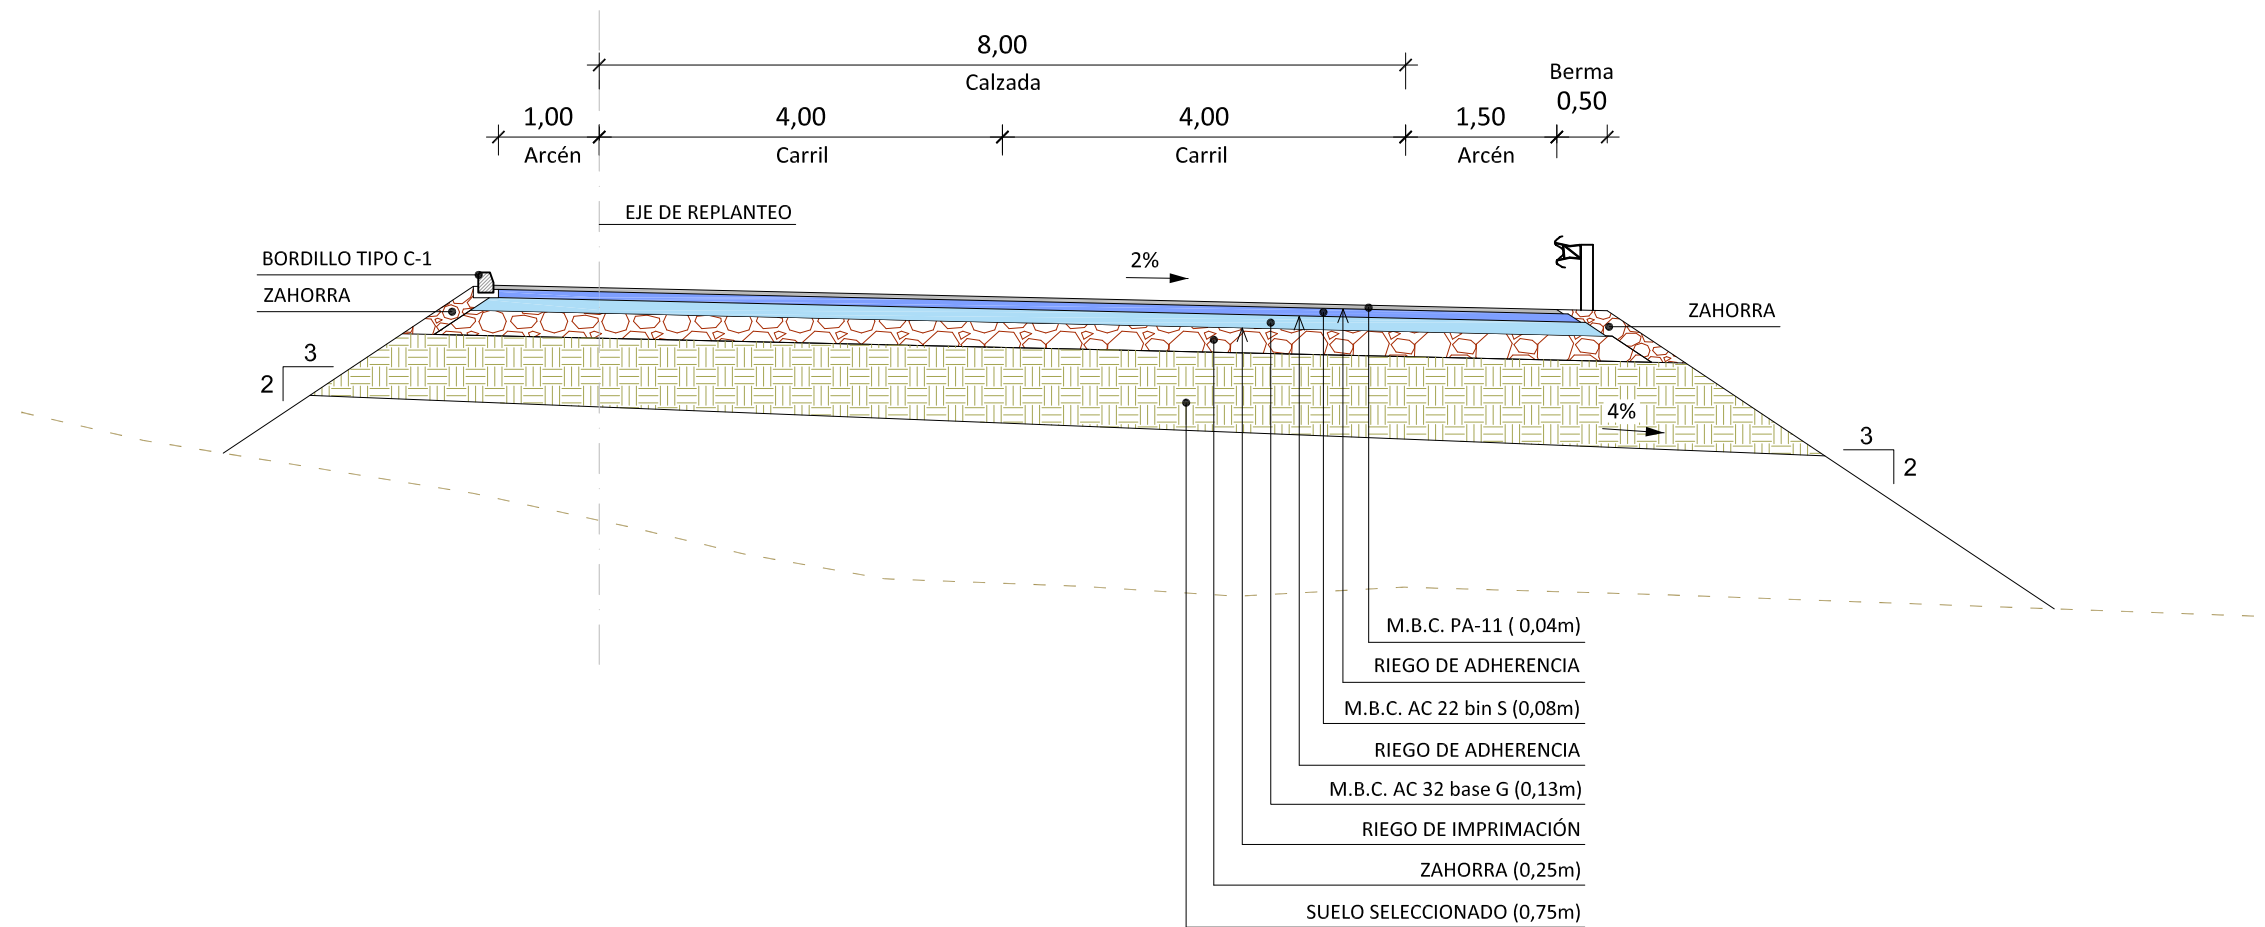 8,00
Calzada
Berma
0,50
1,00
4,00
4,00
1,50
Arcén
Carril
Carril
Arcén
EJE DE REPLANTEO
BORDILLO TIPO C-1
2%
ZAHORRA
ZAHORRA
3
2
4%
3
2
M.B.C. PA-11 ( 0,04m)
RIEGO DE ADHERENCIA
M.B.C. AC 22 bin S (0,08m)
RIEGO DE ADHERENCIA
M.B.C. AC 32 base G (0,13m)
RIEGO DE IMPRIMACIÓN
ZAHORRA (0,25m)
SUELO SELECCIONADO (0,75m)